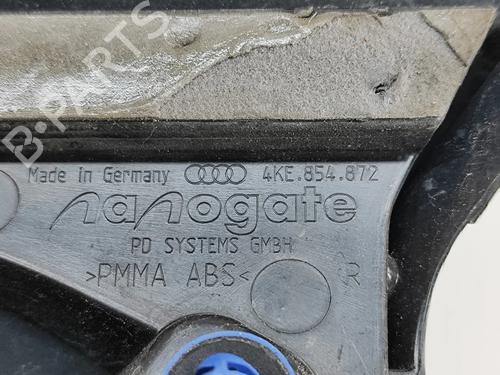 B-PARTS
Made in Germany 4KE.854.872
nanogate
PD SYSTEMS GMBH
>PMMA ABS< R